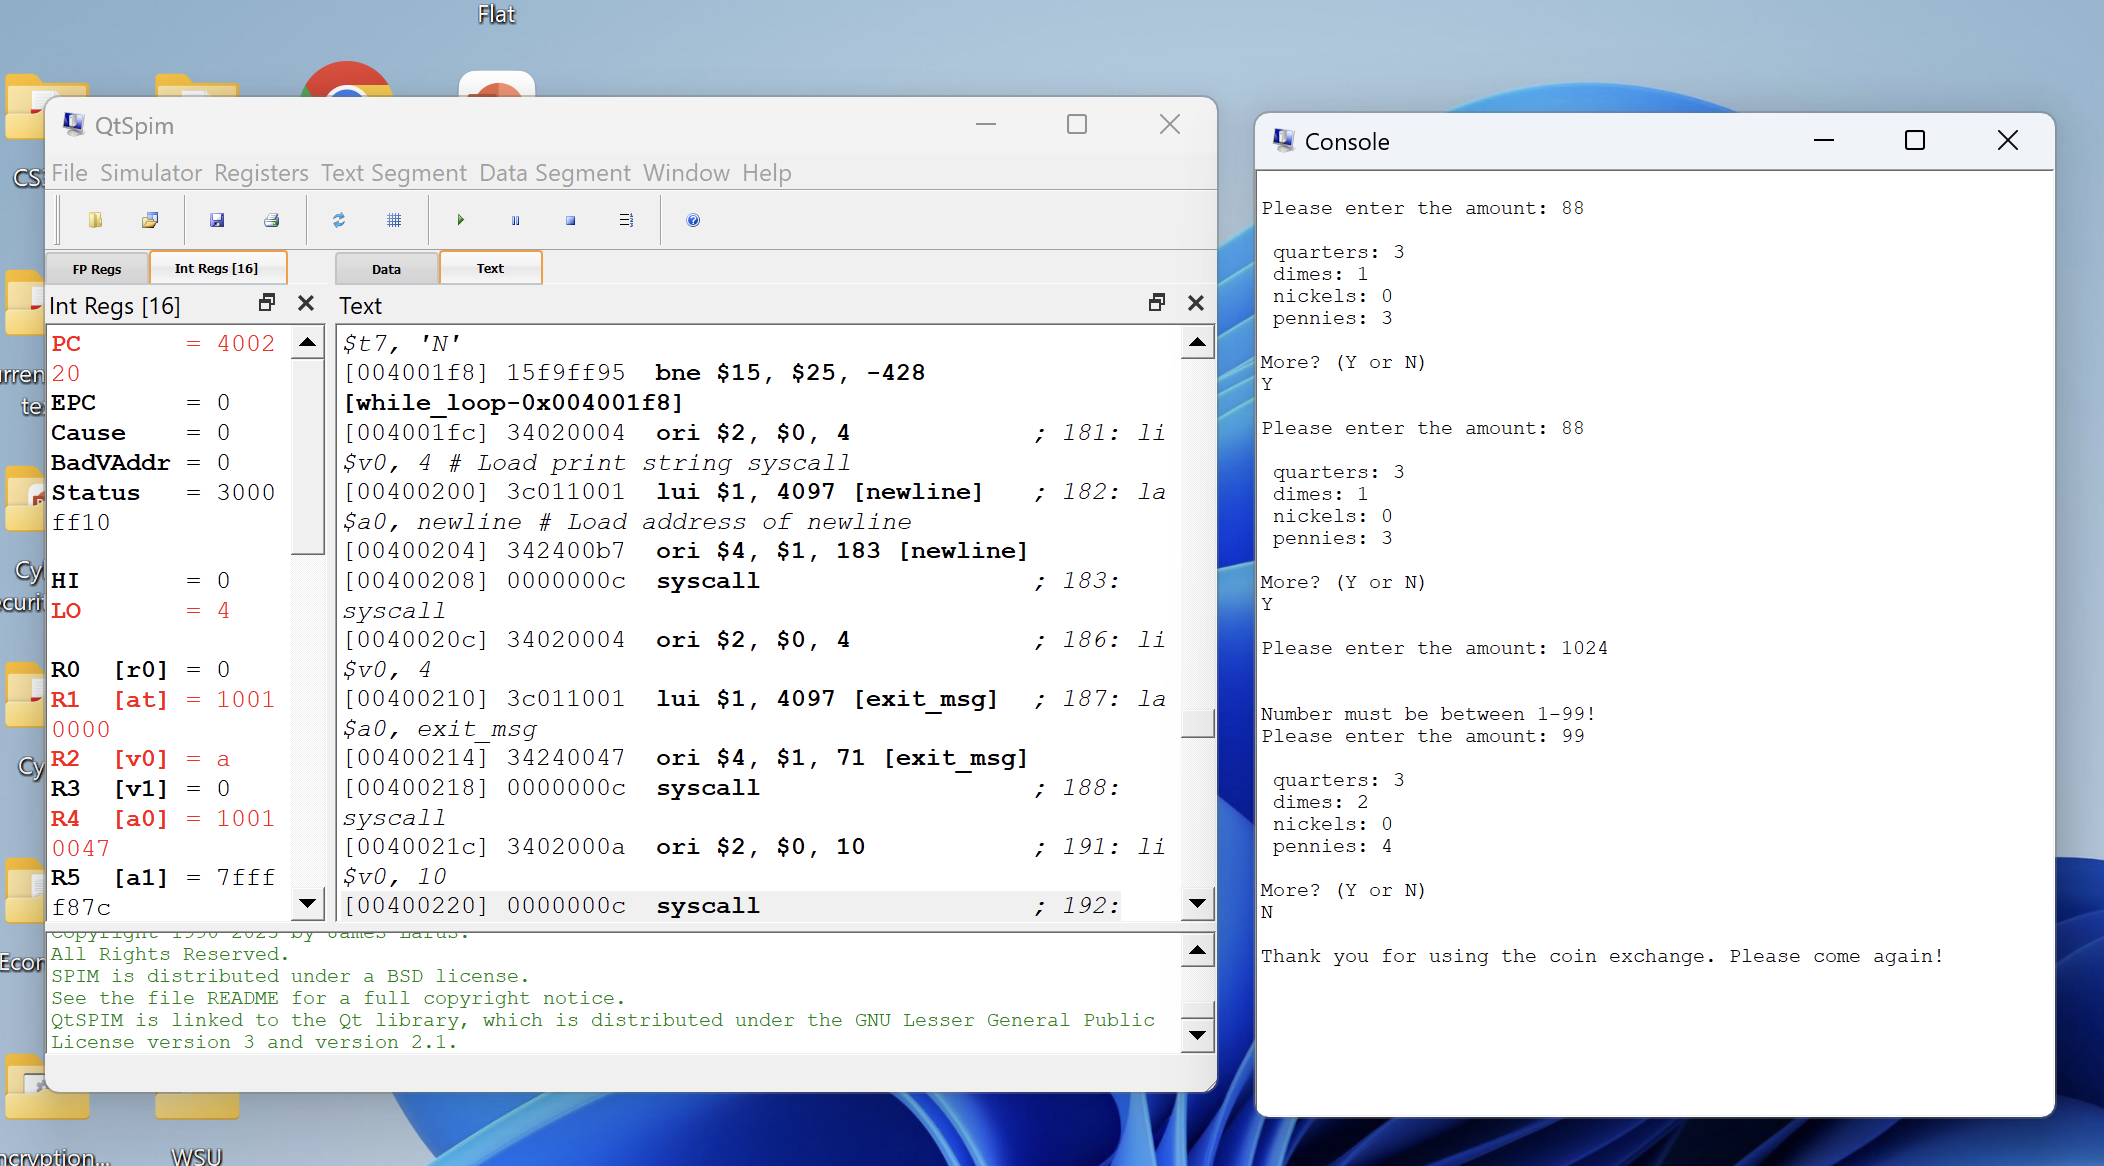 Flat
CS
rren
te
Cy
curi
Cy
Econ
ncryption...
WSU
QtSpim
File Simulator Registers Text Segment Data Segment Window Help
FP Regs
Int Regs [16]
Data
Text
Int Regs [16]
PC = 4002
20
EPC = 0
Cause = 0
BadVAddr = 0
Status = 3000
ff10
HI = 0
LO = 4
R0 [r0] = 0
R1 [at] = 1001
0000
R2 [v0] = a
R3 [v1] = 0
R4 [a0] = 1001
0047
R5 [a1] = 7fff
f87c
Text
$t7, 'N'
[004001f8] 15f9ff95 bne $15, $25, -428
[while_loop-0x004001f8]
[004001fc] 34020004 ori $2, $0, 4 ; 181: li
$v0, 4 # Load print string syscall
[00400200] 3c011001 lui $1, 4097 [newline] ; 182: la
$a0, newline # Load address of newline
[00400204] 342400b7 ori $4, $1, 183 [newline]
[00400208] 0000000c syscall ; 183:
syscall
[0040020c] 34020004 ori $2, $0, 4 ; 186: li
$v0, 4
[00400210] 3c011001 lui $1, 4097 [exit_msg] ; 187: la
$a0, exit_msg
[00400214] 34240047 ori $4, $1, 71 [exit_msg]
[00400218] 0000000c syscall ; 188:
syscall
[0040021c] 3402000a ori $2, $0, 10 ; 191: li
$v0, 10
[00400220] 0000000c syscall ; 192:
Copyright 1990-2023 by James Larus.
All Rights Reserved.
SPIM is distributed under a BSD license.
See the file README for a full copyright notice.
QtSPIM is linked to the Qt library, which is distributed under the GNU Lesser General Public
License version 3 and version 2.1.
Console
Please enter the amount: 88
quarters: 3
dimes: 1
nickels: 0
pennies: 3
More? (Y or N)
Y
Please enter the amount: 88
quarters: 3
dimes: 1
nickels: 0
pennies: 3
More? (Y or N)
Y
Please enter the amount: 1024
Number must be between 1-99!
Please enter the amount: 99
quarters: 3
dimes: 2
nickels: 0
pennies: 4
More? (Y or N)
N
Thank you for using the coin exchange. Please come again!